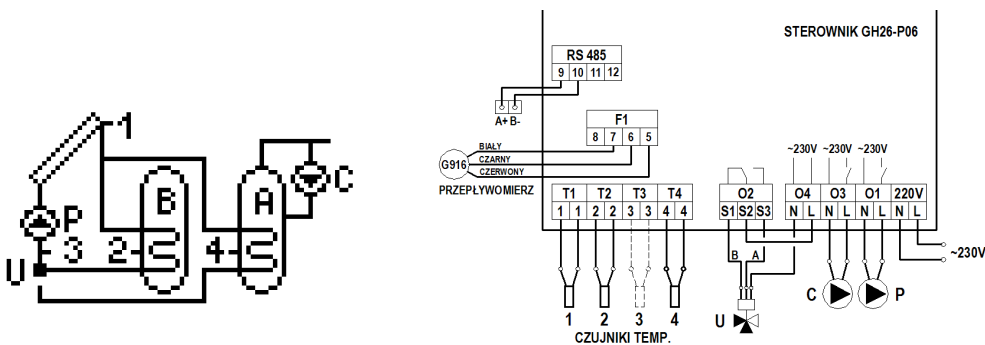 1
B
A
C
P
3
2
4
U
STEROWNIK GH26-P06
RS 485
9 10 11 12
A+ B-
F1
8 7 6 5
BIAŁY
CZARNY
CZERWONY
G916
PRZEPŁYWOMIERZ
~230V ~230V ~230V
T1 T2 T3 T4 O2 O4 O3 O1 220V
1 1 2 2 3 3 4 4 S1 S2 S3 N L N L N L N L
B A
~230V
C P
1 2 3 4 U
CZUJNIKI TEMP.